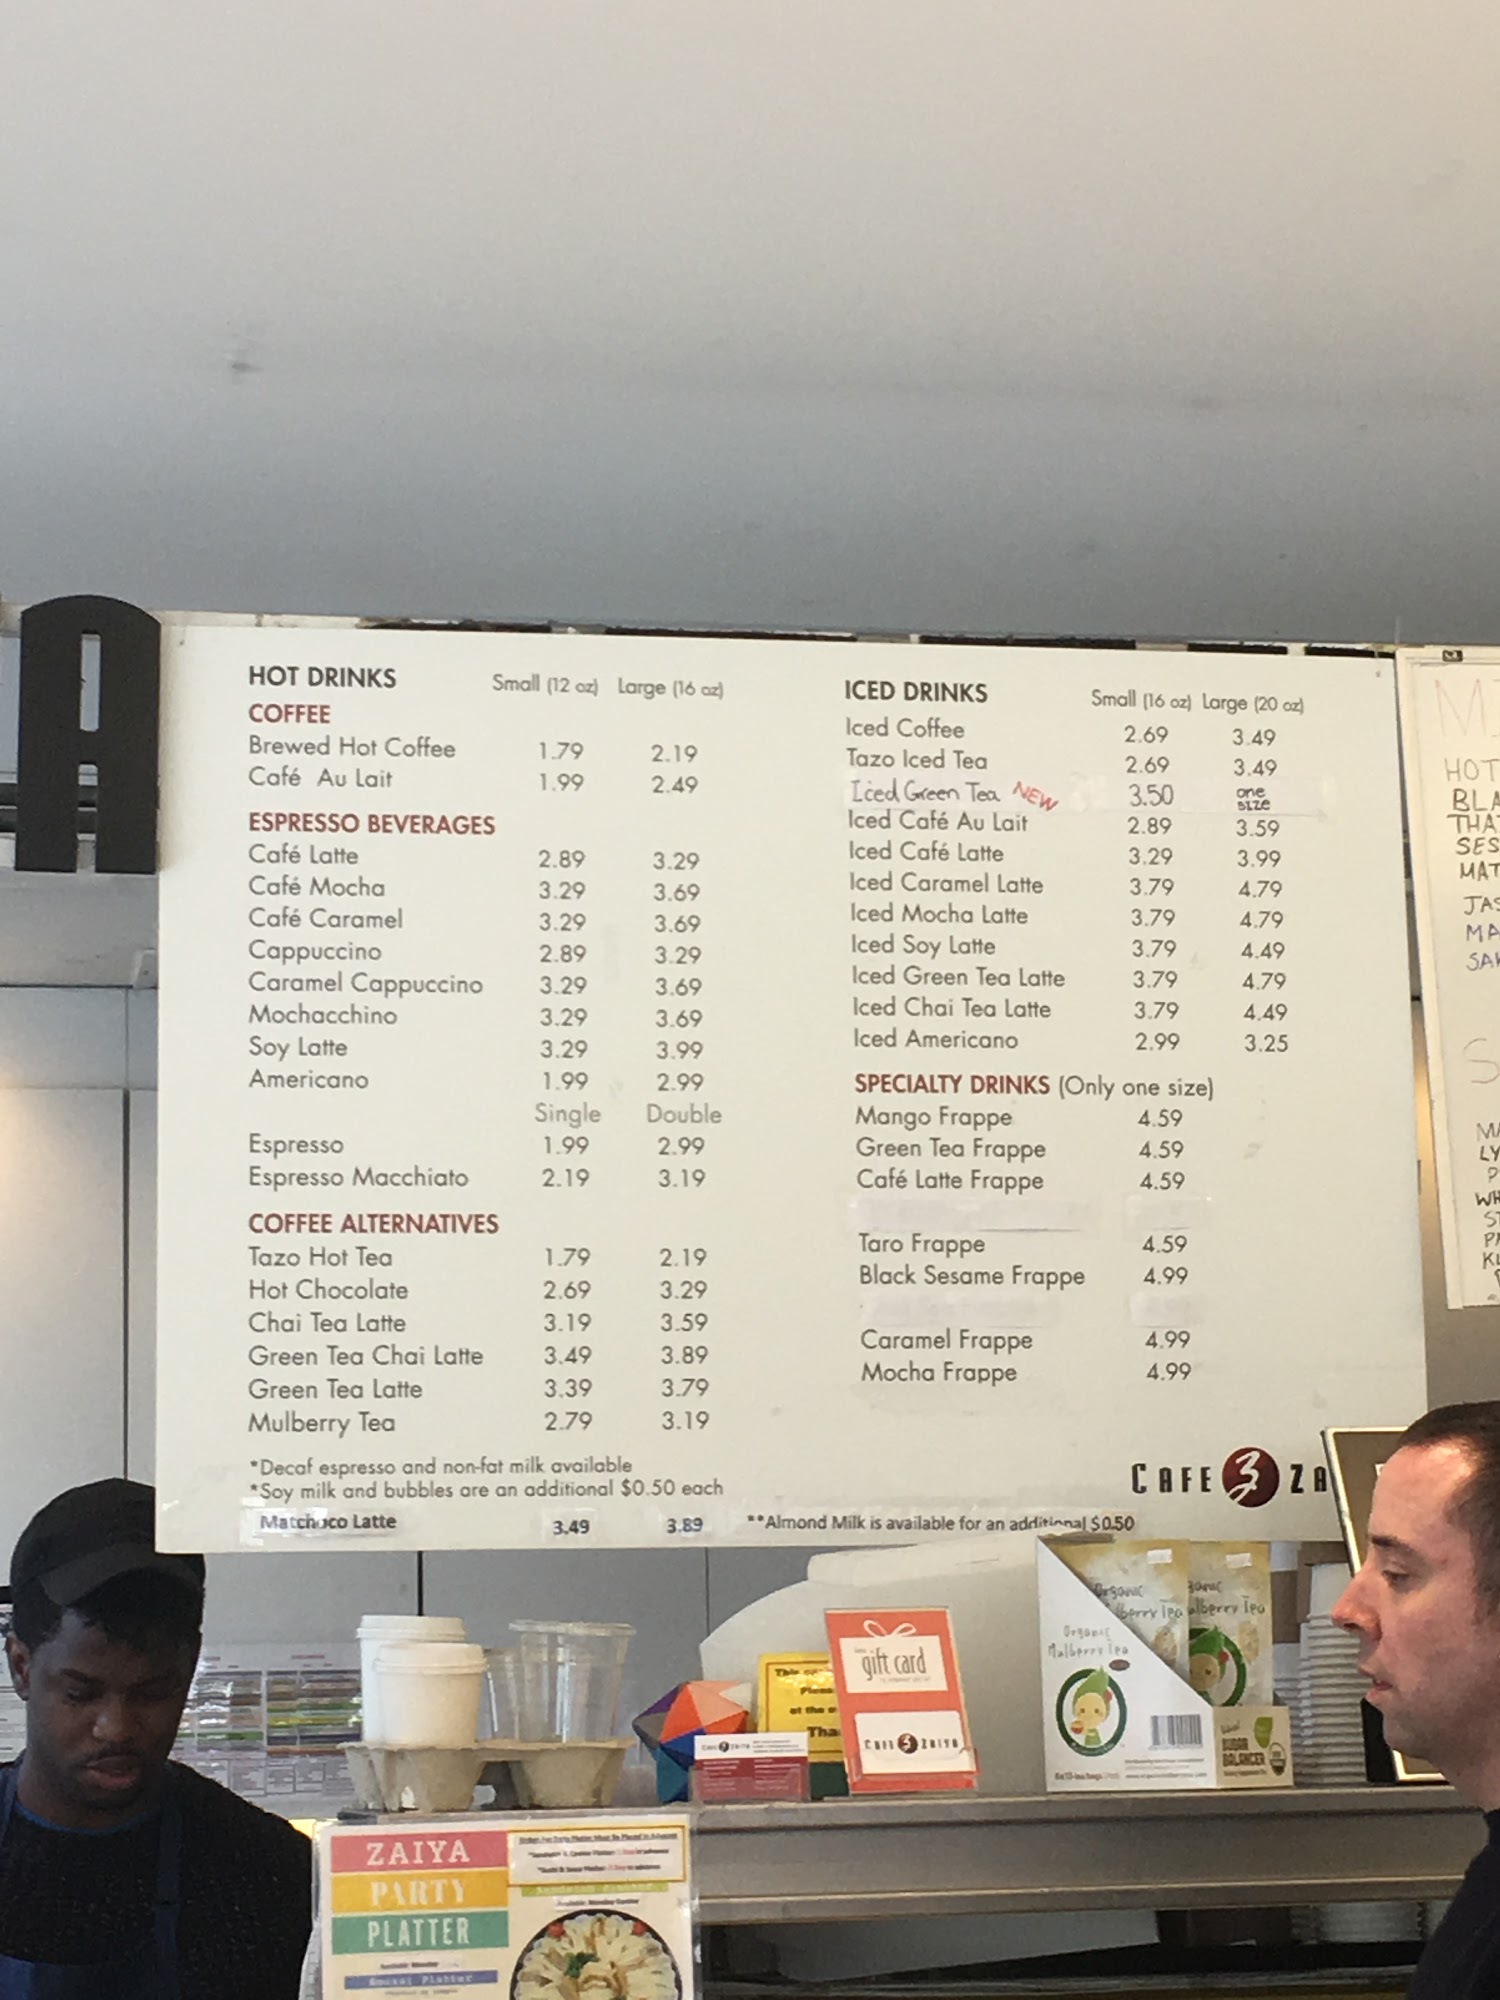 A
HOT DRINKS Small (12 oz) Large (16 oz)
COFFEE
Brewed Hot Coffee 1.79 2.19
Café Au Lait 1.99 2.49
ESPRESSO BEVERAGES
Café Latte 2.89 3.29
Café Mocha 3.29 3.69
Café Caramel 3.29 3.69
Cappuccino 2.89 3.29
Caramel Cappuccino 3.29 3.69
Mochacchino 3.29 3.69
Soy Latte 3.29 3.99
Americano 1.99 2.99
Single Double
Espresso 1.99 2.99
Espresso Macchiato 2.19 3.19
COFFEE ALTERNATIVES
Tazo Hot Tea 1.79 2.19
Hot Chocolate 2.69 3.29
Chai Tea Latte 3.19 3.59
Green Tea Chai Latte 3.49 3.89
Green Tea Latte 3.39 3.79
Mulberry Tea 2.79 3.19
*Decaf espresso and non-fat milk available
*Soy milk and bubbles are an additional $0.50 each
Matchoco Latte 3.49 3.89
ICED DRINKS Small (16 oz) Large (20 oz)
Iced Coffee 2.69 3.49
Tazo Iced Tea 2.69 3.49
Iced Green Tea NEW 3.50 one size
Iced Café Au Lait 2.89 3.59
Iced Café Latte 3.29 3.99
Iced Caramel Latte 3.79 4.79
Iced Mocha Latte 3.79 4.79
Iced Soy Latte 3.79 4.49
Iced Green Tea Latte 3.79 4.79
Iced Chai Tea Latte 3.79 4.49
Iced Americano 2.99 3.25
SPECIALTY DRINKS (Only one size)
Mango Frappe 4.59
Green Tea Frappe 4.59
Café Latte Frappe 4.59
Taro Frappe 4.59
Black Sesame Frappe 4.99
Caramel Frappe 4.99
Mocha Frappe 4.99
CAFE ZA
**Almond Milk is available for an additional $0.50
HOT
BLA
THA
SES
MAT
JAS
MA
SAK
gift card
CAFE ZAIYA
Organic
Mulberry Tea
SUGAR
BALANCER
ZAIYA
PARTY
PLATTER